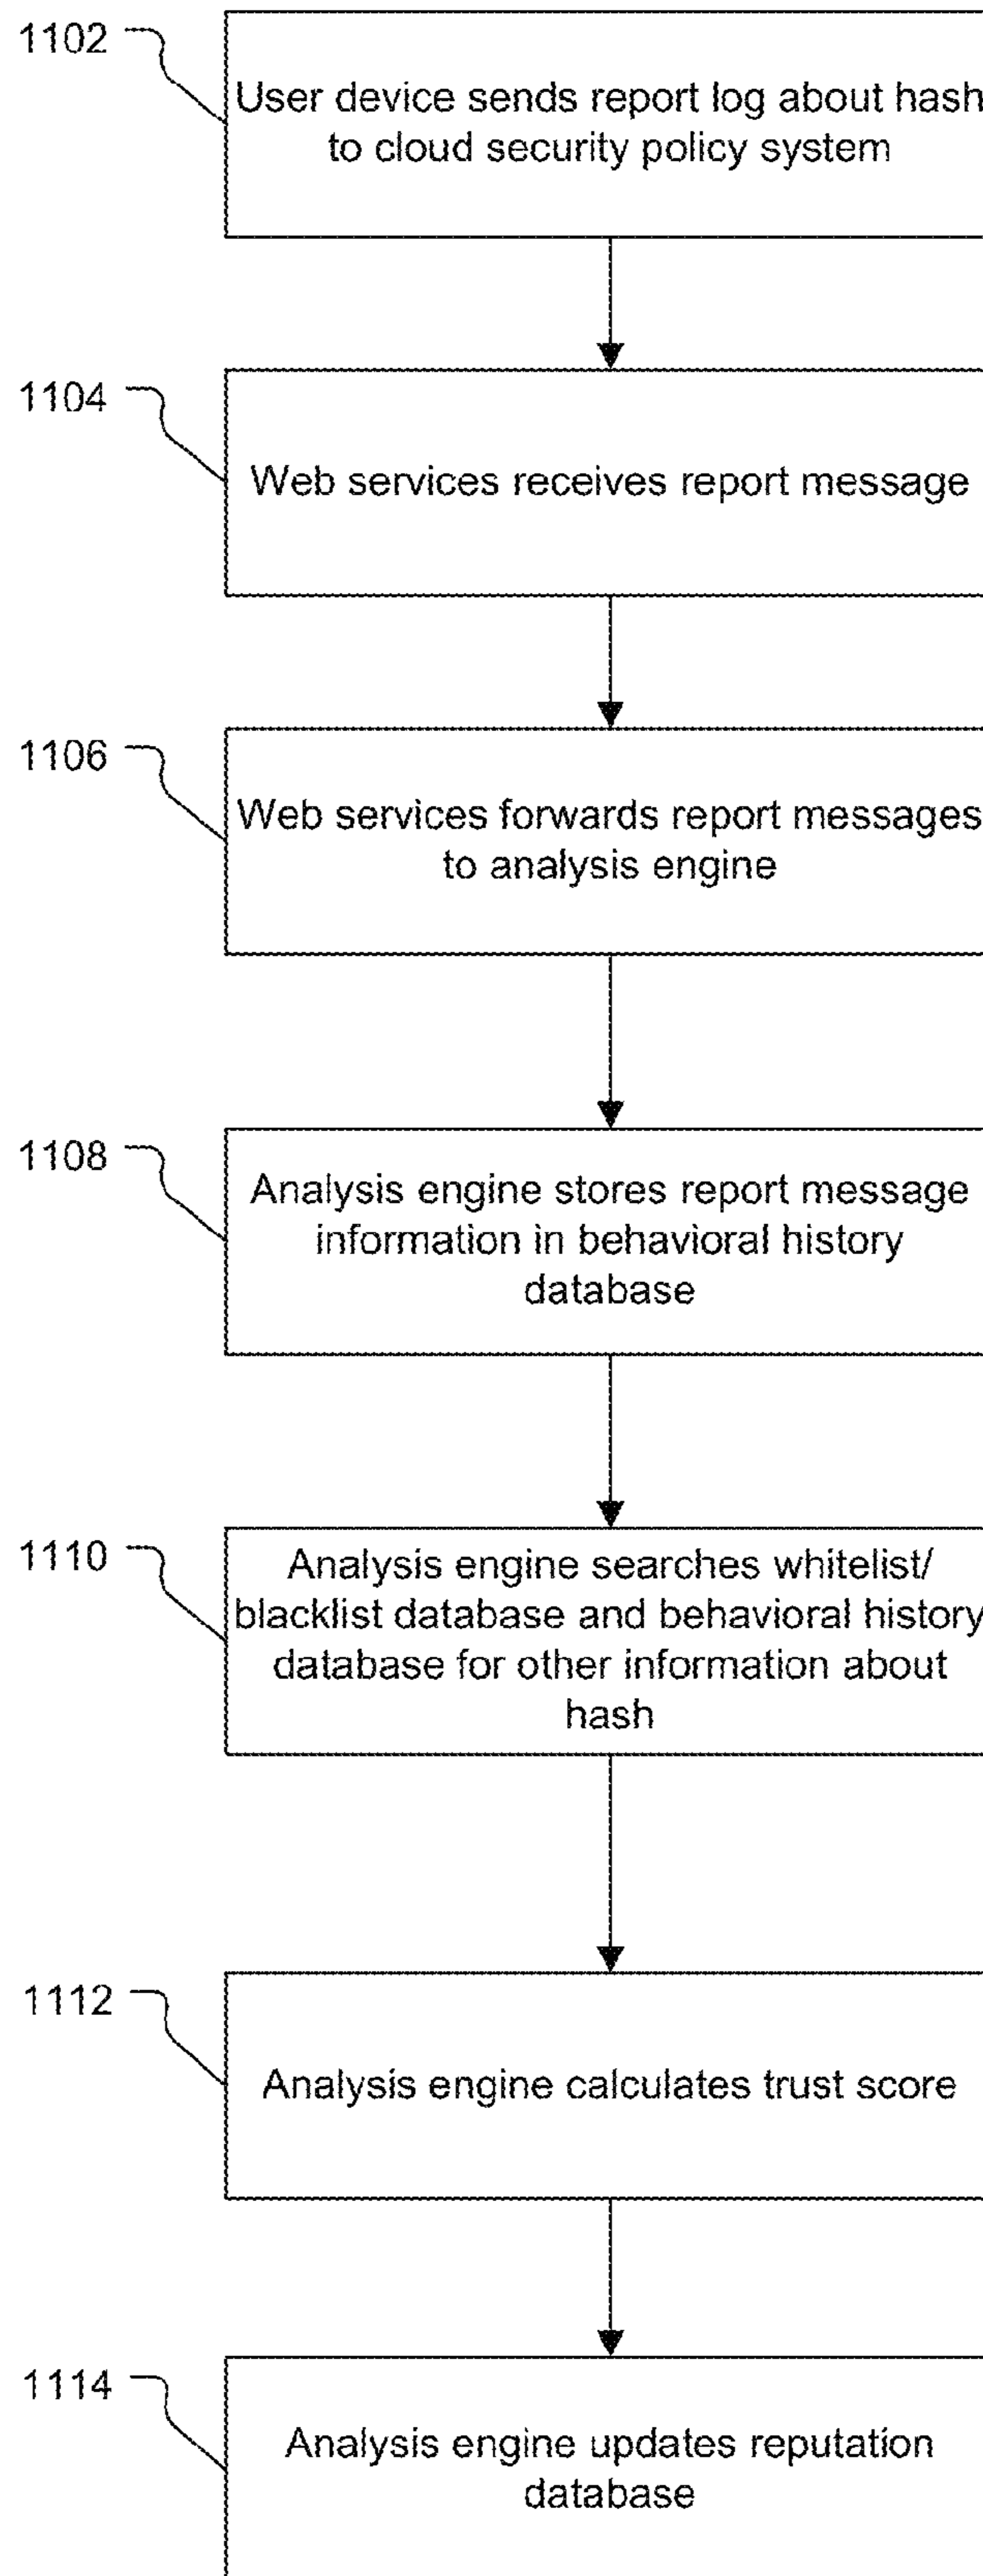 1102
User device sends report log about hash
to cloud security policy system
1104
Web services receives report message
1106
Web services forwards report messages
to analysis engine
1108
Analysis engine stores report message
information in behavioral history
database
1110
Analysis engine searches whitelist/
blacklist database and behavioral history
database for other information about
hash
1112
Analysis engine calculates trust score
1114
Analysis engine updates reputation
database